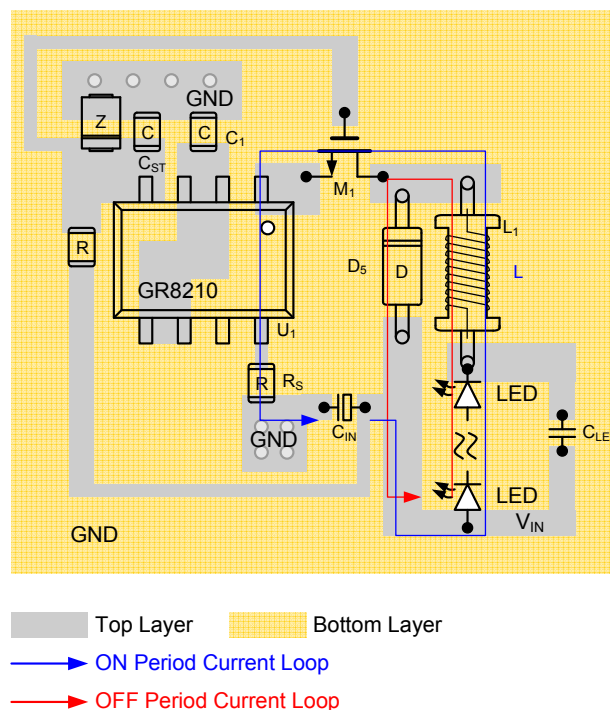 GND
Z
C
C
C1
CST
M1
R
L1
D5
D
L
GR8210
U1
R
RS
LED
CIN
CLE
GND
LED
VIN
GND
Top Layer
Bottom Layer
ON Period Current Loop
OFF Period Current Loop